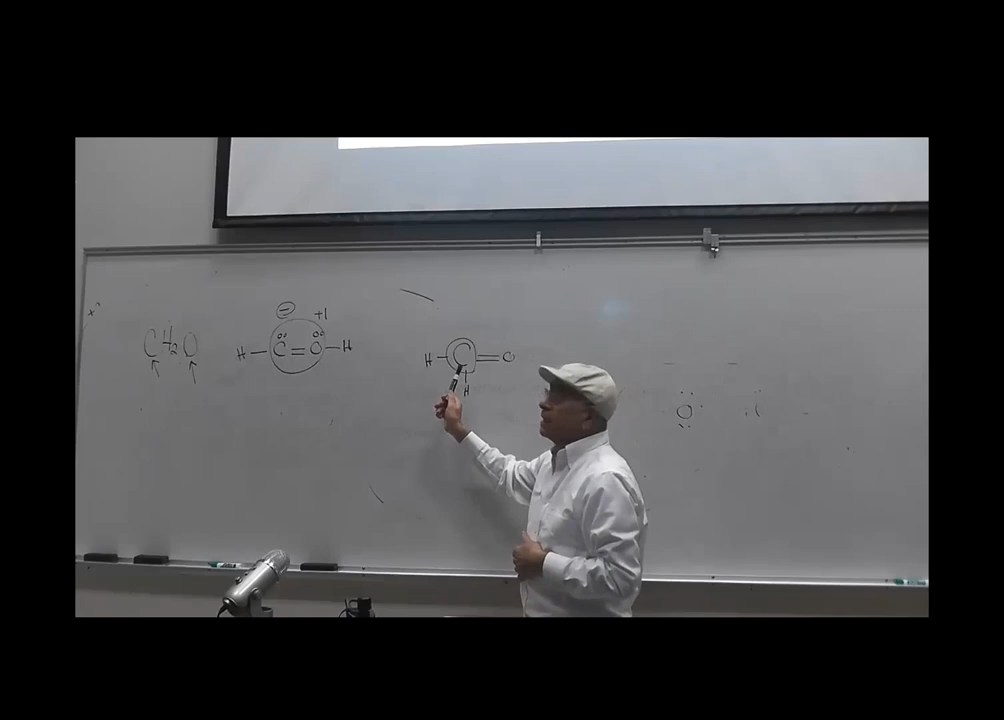 CH₂O
⊖ +1
H–C̈=Ö–H
H–C=O
H
O